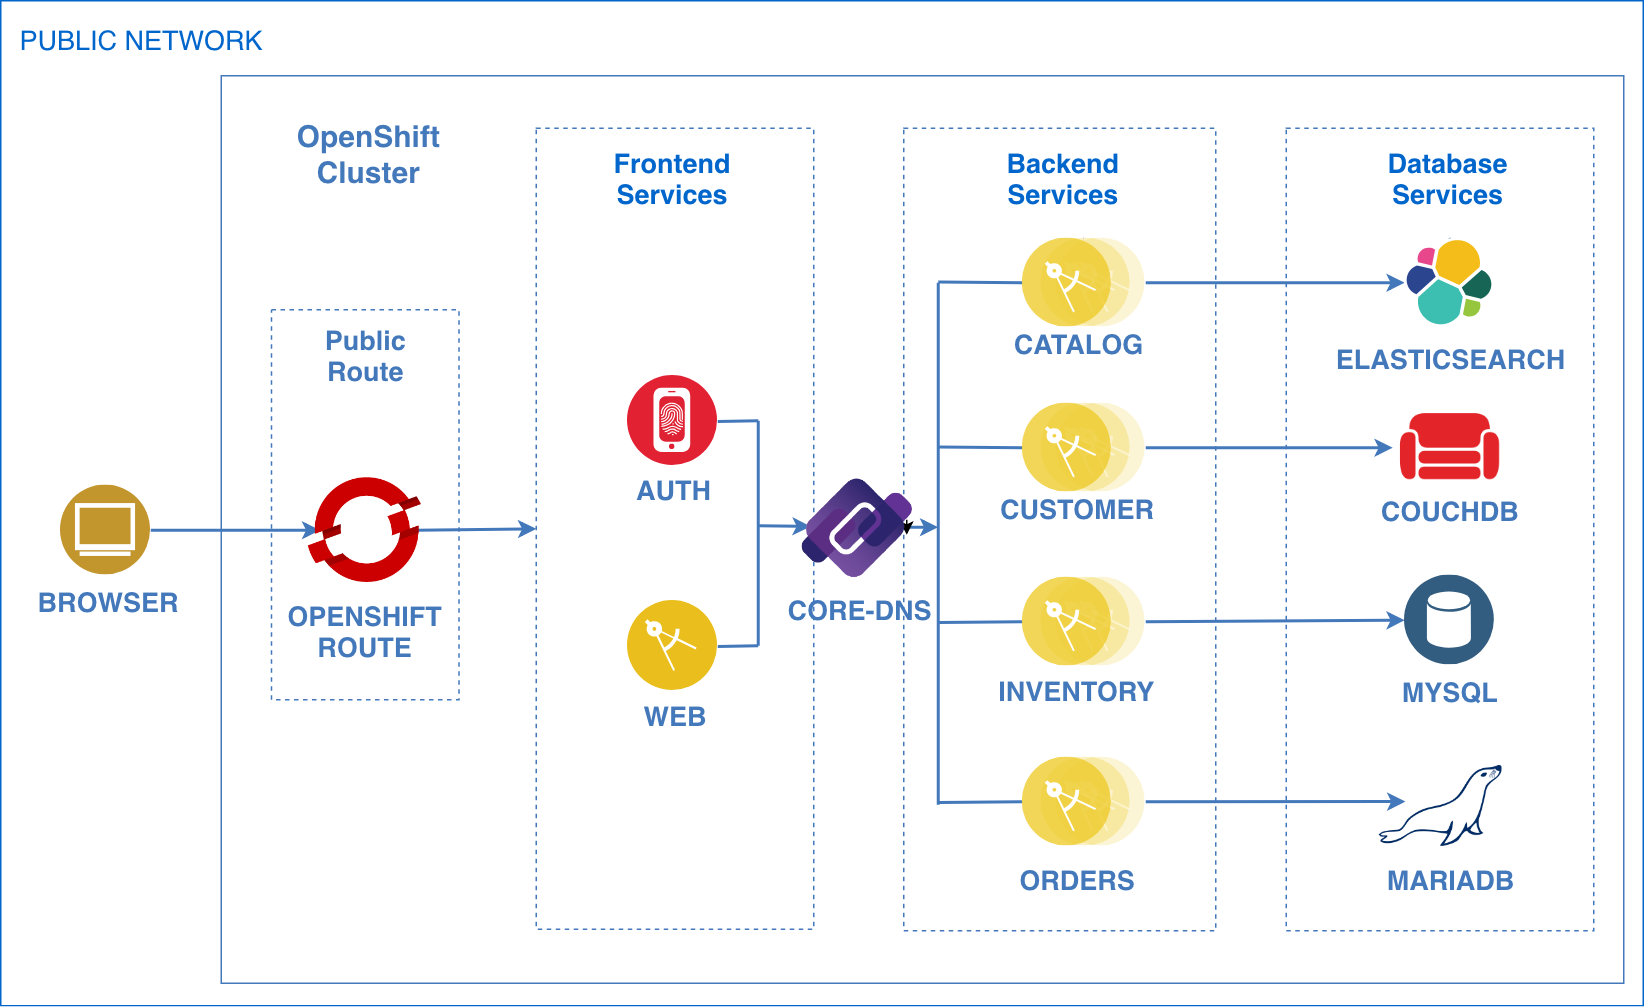 PUBLIC NETWORK
OpenShift
Cluster
Public
Route
BROWSER
OPENSHIFT
ROUTE
Frontend
Services
AUTH
WEB
CORE-DNS
Backend
Services
CATALOG
CUSTOMER
INVENTORY
ORDERS
Database
Services
ELASTICSEARCH
COUCHDB
MYSQL
MARIADB